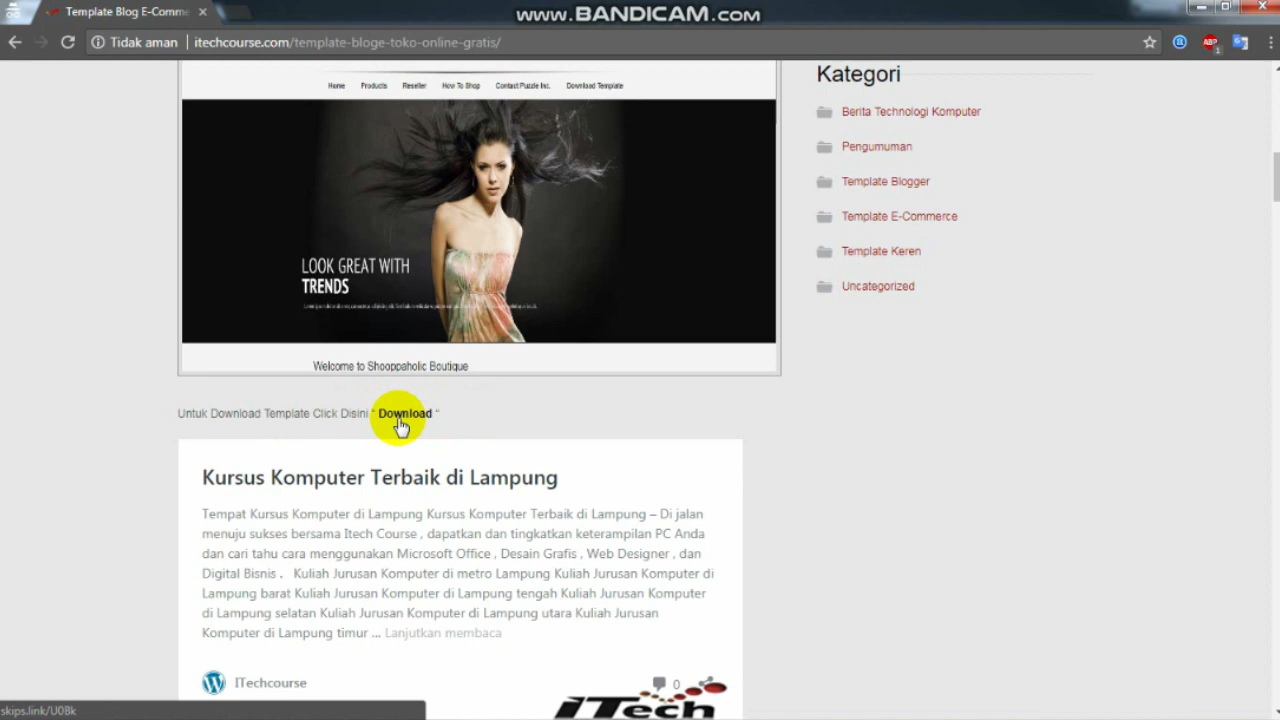 Template Blog E-Comme
www.BANDICAM.com
Tidak aman
itechcourse.com/template-bloge-toko-online-gratis/
ABP
1
Home Products Reseller How To Shop Contact Puzzle Inc. Download Template
LOOK GREAT WITH
TRENDS
Welcome to Shooppaholic Boutique
Untuk Download Template Click Disini " Download "
Kategori
Berita Technologi Komputer
Pengumuman
Template Blogger
Template E-Commerce
Template Keren
Uncategorized
Kursus Komputer Terbaik di Lampung
Tempat Kursus Komputer di Lampung Kursus Komputer Terbaik di Lampung – Di jalan
menuju sukses bersama Itech Course , dapatkan dan tingkatkan keterampilan PC Anda
dan cari tahu cara menggunakan Microsoft Office , Desain Grafis , Web Designer , dan
Digital Bisnis . Kuliah Jurusan Komputer di metro Lampung Kuliah Jurusan Komputer di
Lampung barat Kuliah Jurusan Komputer di Lampung tengah Kuliah Jurusan Komputer
di Lampung selatan Kuliah Jurusan Komputer di Lampung utara Kuliah Jurusan
Komputer di Lampung timur ... Lanjutkan membaca
ITechcourse
0
iTech
skips.link/U0Bk